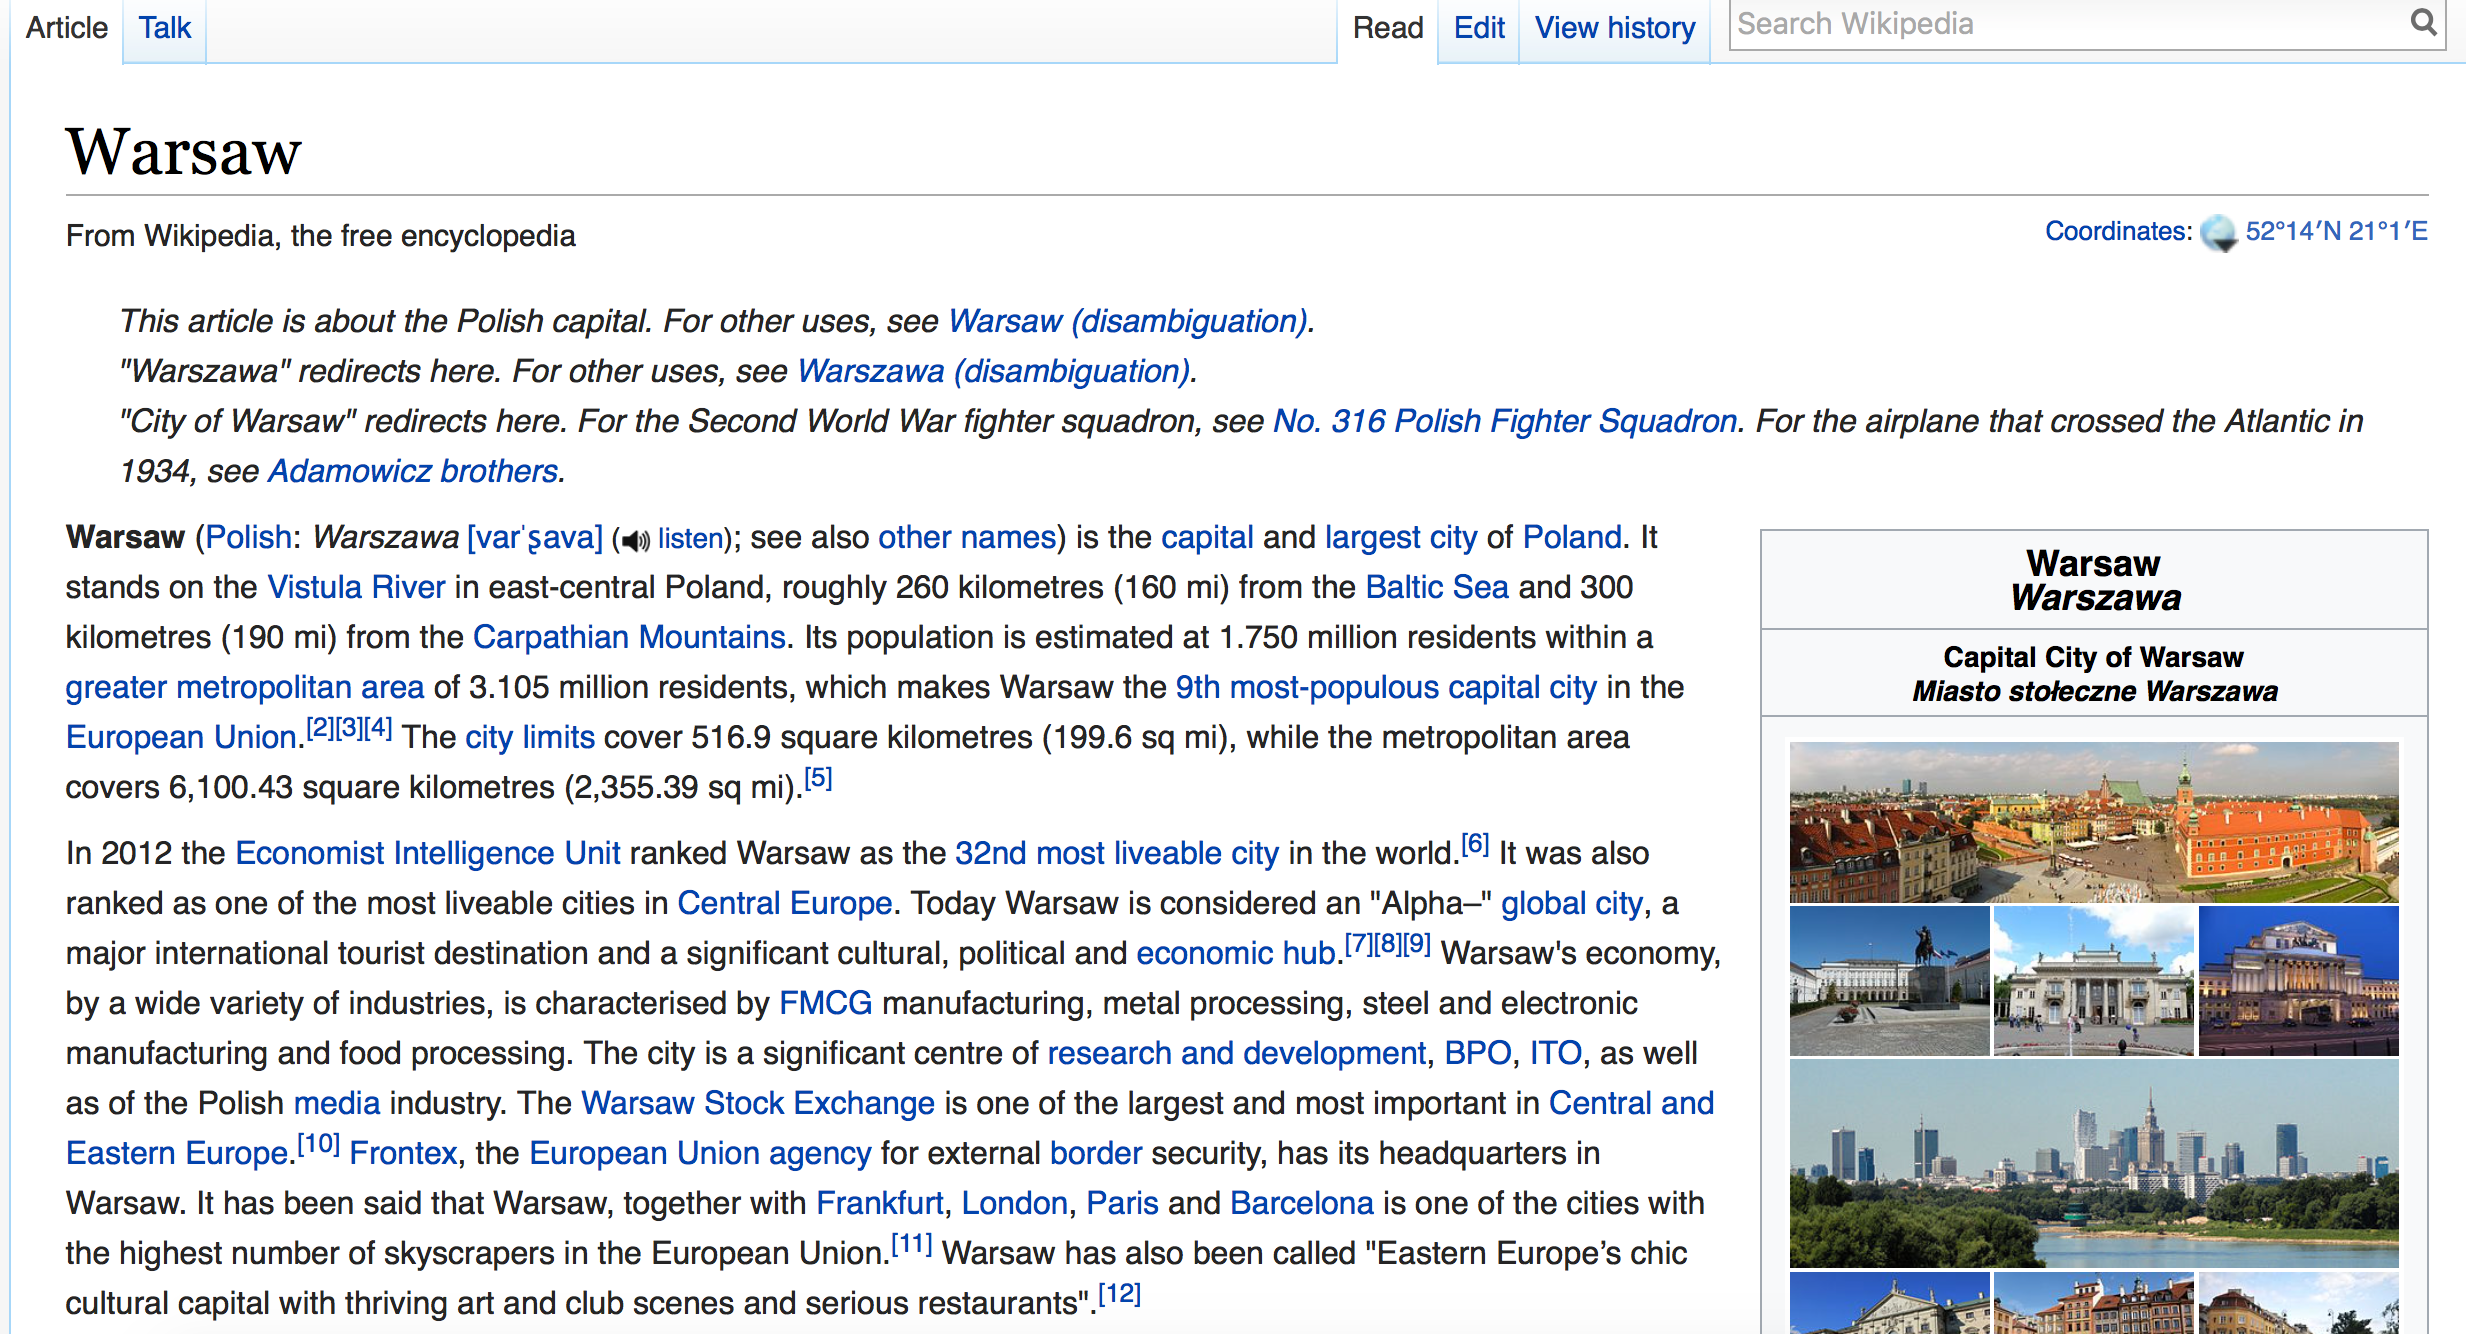 Article
Talk
Read
Edit
View history
Search Wikipedia
Warsaw
From Wikipedia, the free encyclopedia
Coordinates: 52°14′N 21°1′E
This article is about the Polish capital. For other uses, see Warsaw (disambiguation).
"Warszawa" redirects here. For other uses, see Warszawa (disambiguation).
"City of Warsaw" redirects here. For the Second World War fighter squadron, see No. 316 Polish Fighter Squadron. For the airplane that crossed the Atlantic in
1934, see Adamowicz brothers.
Warsaw (Polish: Warszawa [varˈʂava] (listen); see also other names) is the capital and largest city of Poland. It
stands on the Vistula River in east-central Poland, roughly 260 kilometres (160 mi) from the Baltic Sea and 300
kilometres (190 mi) from the Carpathian Mountains. Its population is estimated at 1.750 million residents within a
greater metropolitan area of 3.105 million residents, which makes Warsaw the 9th most-populous capital city in the
European Union.[2][3][4] The city limits cover 516.9 square kilometres (199.6 sq mi), while the metropolitan area
covers 6,100.43 square kilometres (2,355.39 sq mi).[5]
In 2012 the Economist Intelligence Unit ranked Warsaw as the 32nd most liveable city in the world.[6] It was also
ranked as one of the most liveable cities in Central Europe. Today Warsaw is considered an "Alpha–" global city, a
major international tourist destination and a significant cultural, political and economic hub.[7][8][9] Warsaw's economy,
by a wide variety of industries, is characterised by FMCG manufacturing, metal processing, steel and electronic
manufacturing and food processing. The city is a significant centre of research and development, BPO, ITO, as well
as of the Polish media industry. The Warsaw Stock Exchange is one of the largest and most important in Central and
Eastern Europe.[10] Frontex, the European Union agency for external border security, has its headquarters in
Warsaw. It has been said that Warsaw, together with Frankfurt, London, Paris and Barcelona is one of the cities with
the highest number of skyscrapers in the European Union.[11] Warsaw has also been called "Eastern Europe’s chic
cultural capital with thriving art and club scenes and serious restaurants".[12]
Warsaw
Warszawa
Capital City of Warsaw
Miasto stołeczne Warszawa